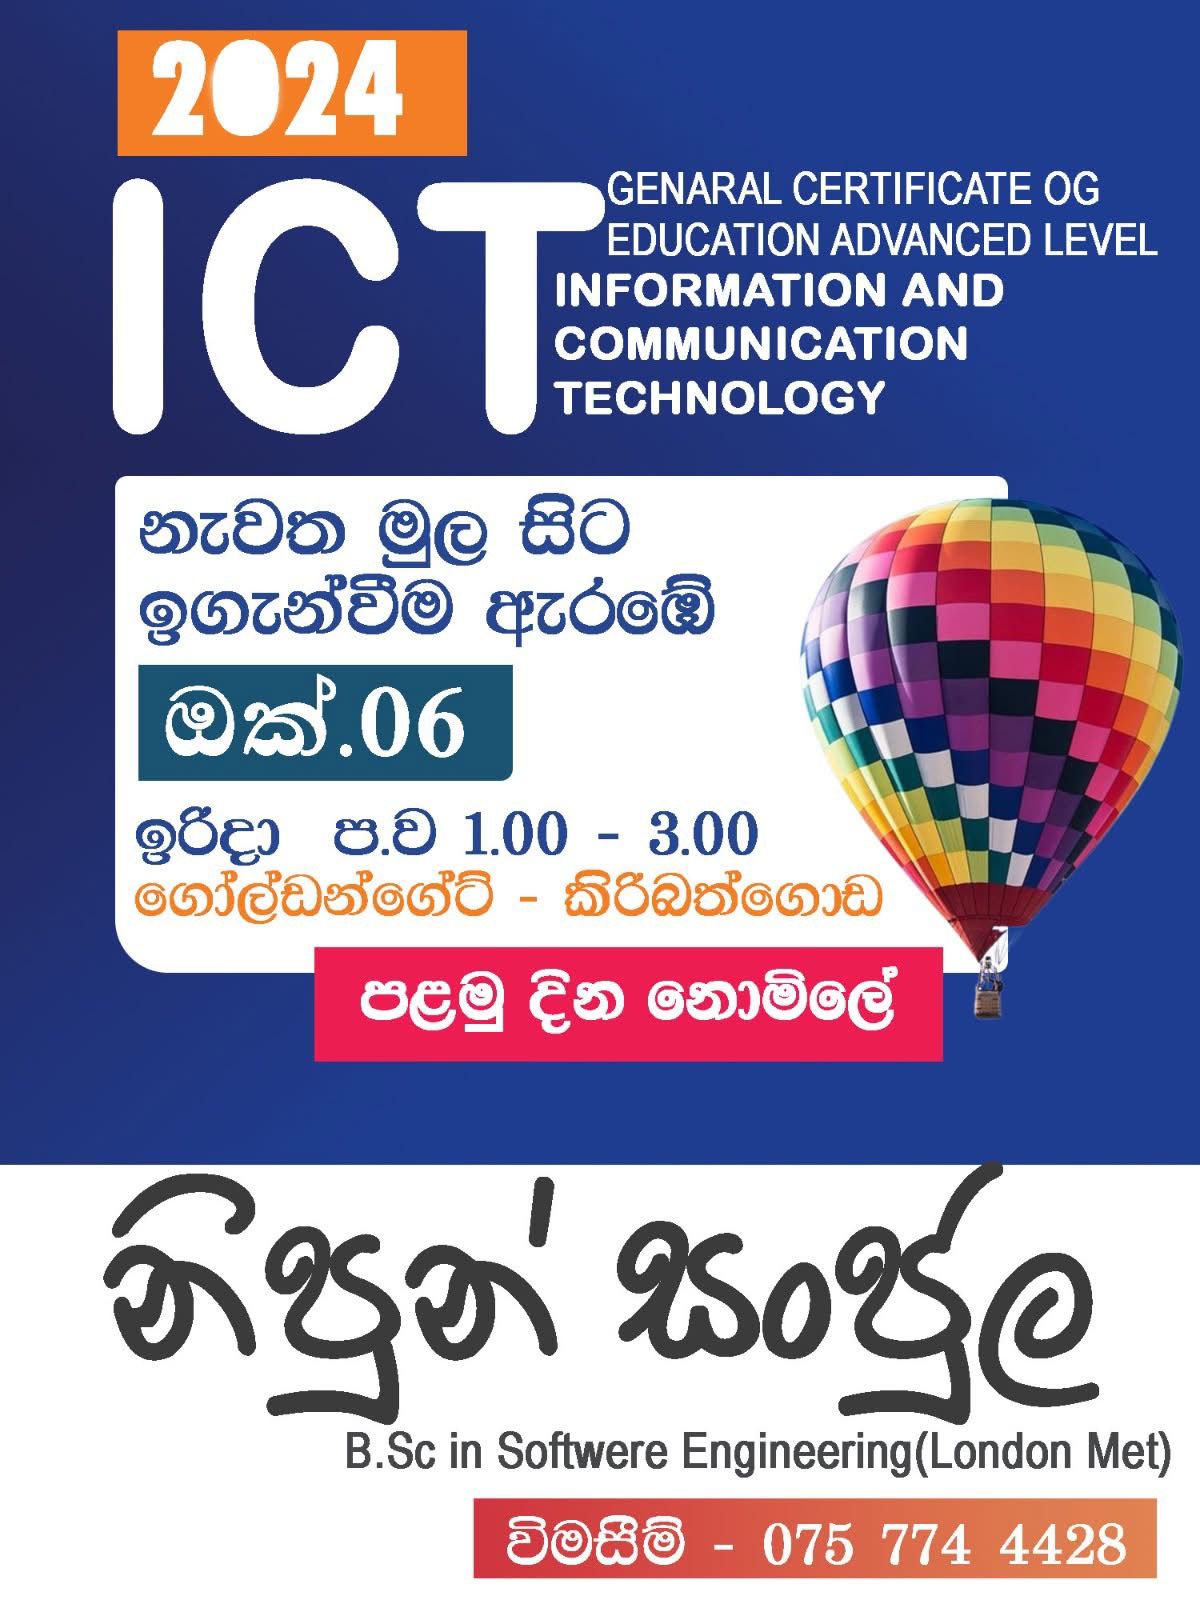 2024
ICT
GENARAL CERTIFICATE OG
EDUCATION ADVANCED LEVEL
INFORMATION AND
COMMUNICATION
TECHNOLOGY
නැවත මුල සිට
ඉගැන්වීම ඇරඹේ
ඔක්.06
ඉරිදා ප.ව 1.00 - 3.00
ගෝල්ඩන්ගේට් - කිරිබත්ගොඩ
පළමු දින නොමිලේ
නිපුන් සංජුල
B.Sc in Softwere Engineering(London Met)
විමසීම් - 075 774 4428